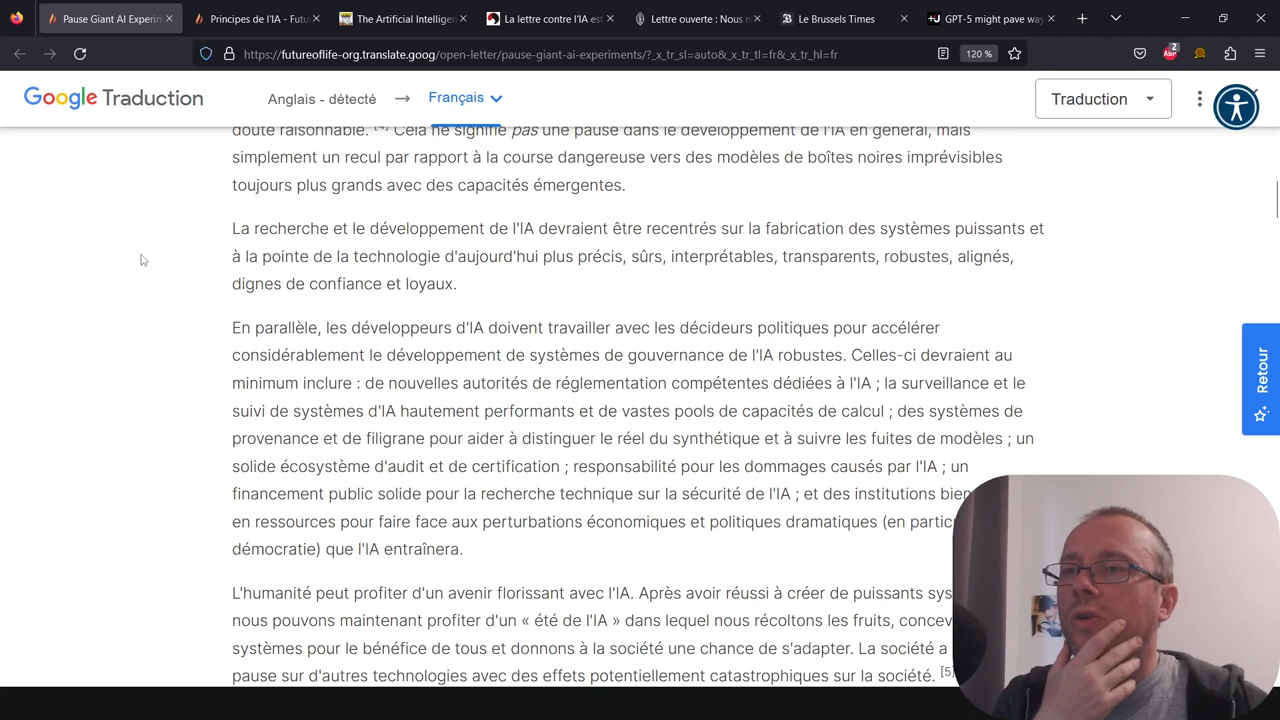 Pause Giant AI Experim
Principes de l'IA - Futu
The Artificial Intelligen
La lettre contre l'IA est
Lettre ouverte : Nous n
Le Brussels Times
GPT-5 might pave way
https://futureoflife-org.translate.goog/open-letter/pause-giant-ai-experiments/?_x_tr_sl=auto&_x_tr_tl=fr&_x_tr_hl=fr
120 %
2
Google Traduction
Anglais - détecté
Français
Traduction
doute raisonnable. [4] Cela ne signifie pas une pause dans le développement de l'IA en général, mais
simplement un recul par rapport à la course dangereuse vers des modèles de boîtes noires imprévisibles
toujours plus grands avec des capacités émergentes.
La recherche et le développement de l'IA devraient être recentrés sur la fabrication des systèmes puissants et
à la pointe de la technologie d'aujourd'hui plus précis, sûrs, interprétables, transparents, robustes, alignés,
dignes de confiance et loyaux.
En parallèle, les développeurs d'IA doivent travailler avec les décideurs politiques pour accélérer
considérablement le développement de systèmes de gouvernance de l'IA robustes. Celles-ci devraient au
minimum inclure : de nouvelles autorités de réglementation compétentes dédiées à l'IA ; la surveillance et le
suivi de systèmes d'IA hautement performants et de vastes pools de capacités de calcul ; des systèmes de
provenance et de filigrane pour aider à distinguer le réel du synthétique et à suivre les fuites de modèles ; un
solide écosystème d'audit et de certification ; responsabilité pour les dommages causés par l'IA ; un
financement public solide pour la recherche technique sur la sécurité de l'IA ; et des institutions bien
en ressources pour faire face aux perturbations économiques et politiques dramatiques (en partic
démocratie) que l'IA entraînera.
L'humanité peut profiter d'un avenir florissant avec l'IA. Après avoir réussi à créer de puissants sys
nous pouvons maintenant profiter d'un « été de l'IA » dans lequel nous récoltons les fruits, concev
systèmes pour le bénéfice de tous et donnons à la société une chance de s'adapter. La société a
pause sur d'autres technologies avec des effets potentiellement catastrophiques sur la société. [5]
Retour